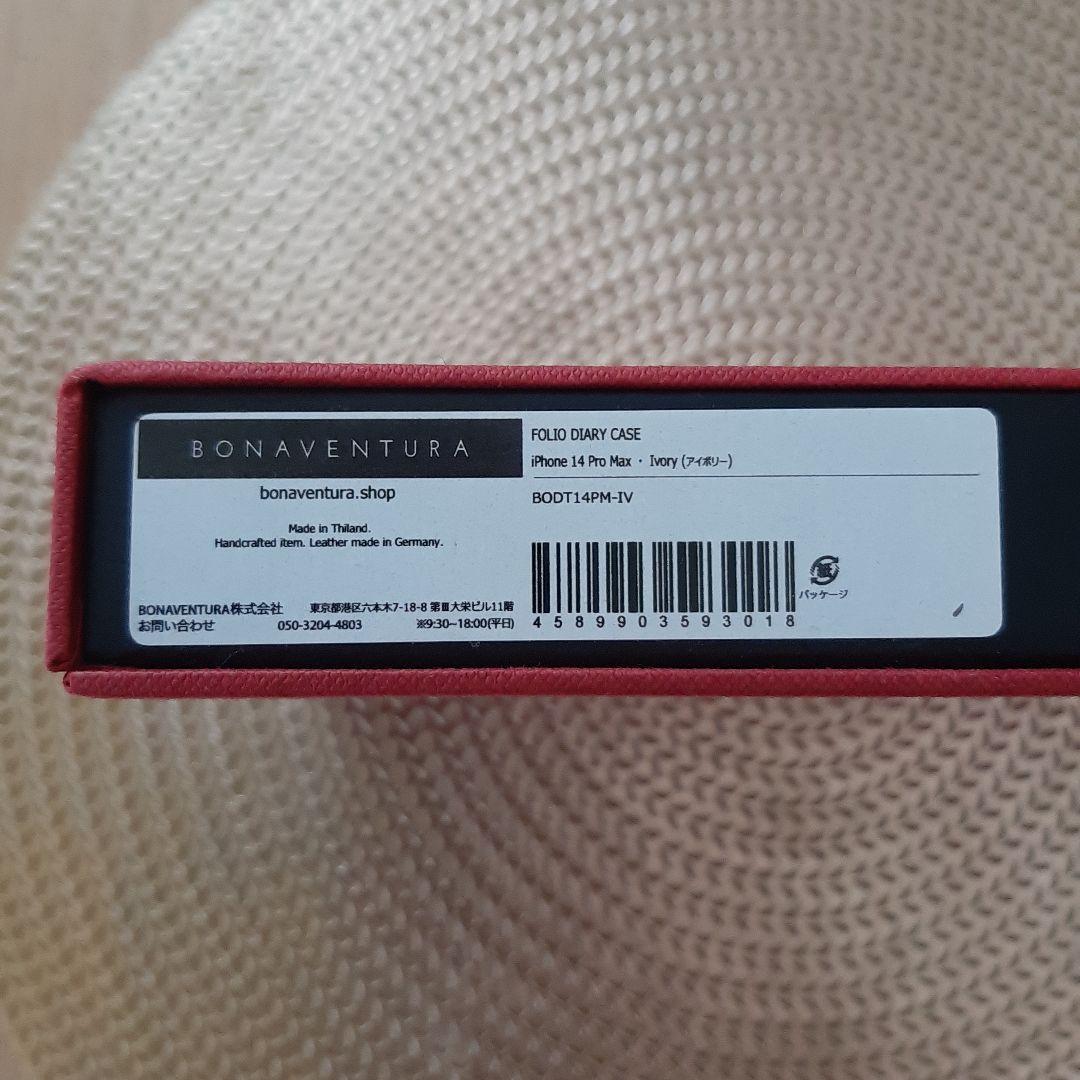 BONAVENTURA
bonaventura.shop
Made in Thiland.
Handcrafted item. Leather made in Germany.
BONAVENTURA株式会社 東京都港区六本木7-18-8 第Ⅲ大栄ビル11階
お問い合わせ 050-3204-4803 ※9:30~18:00(平日)
FOLIO DIARY CASE
iPhone 14 Pro Max ・ Ivory (アイボリー)
BODT14PM-IV
4589903593018
紙
パッケージ